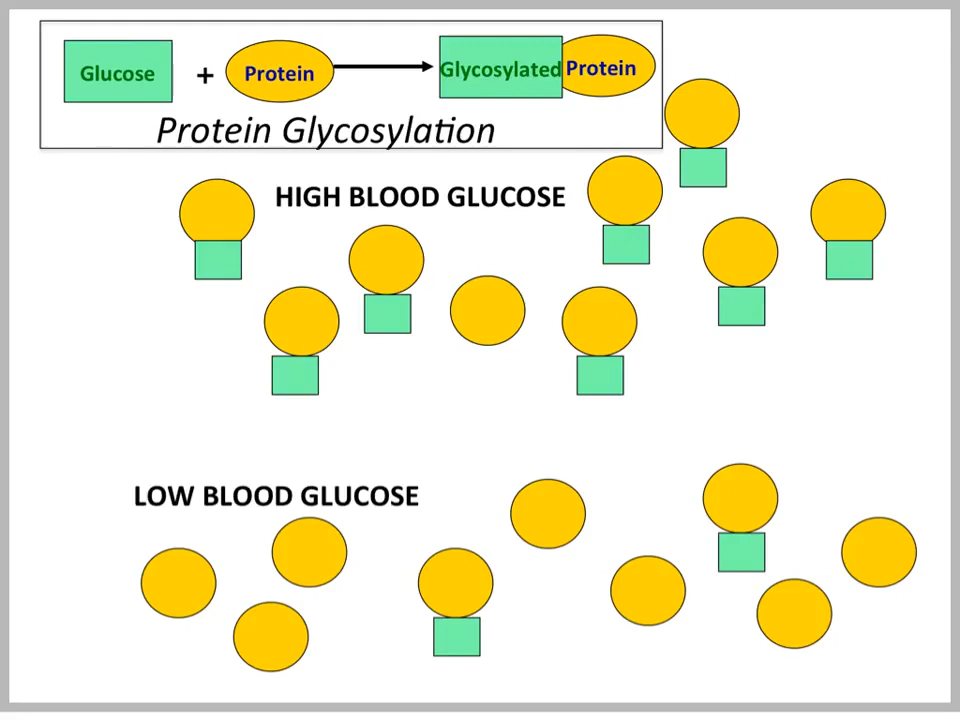 Glucose + Protein Glycosylated Protein
Protein Glycosylation
HIGH BLOOD GLUCOSE
LOW BLOOD GLUCOSE